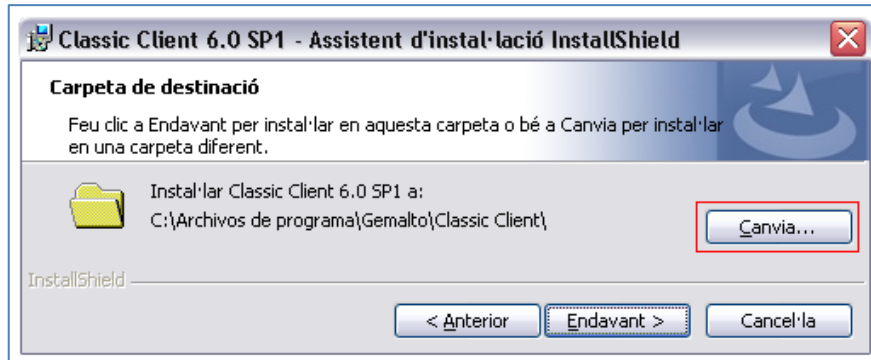 Classic Client 6.0 SP1 - Assistent d'instal·lació InstallShield
Carpeta de destinació
Feu clic a Endavant per instal·lar en aquesta carpeta o bé a Canvia per instal·lar
en una carpeta diferent.
Instal·lar Classic Client 6.0 SP1 a:
C:\Archivos de programa\Gemalto\Classic Client\
Canvia...
InstallShield
< Anterior
Endavant >
Cancel·la